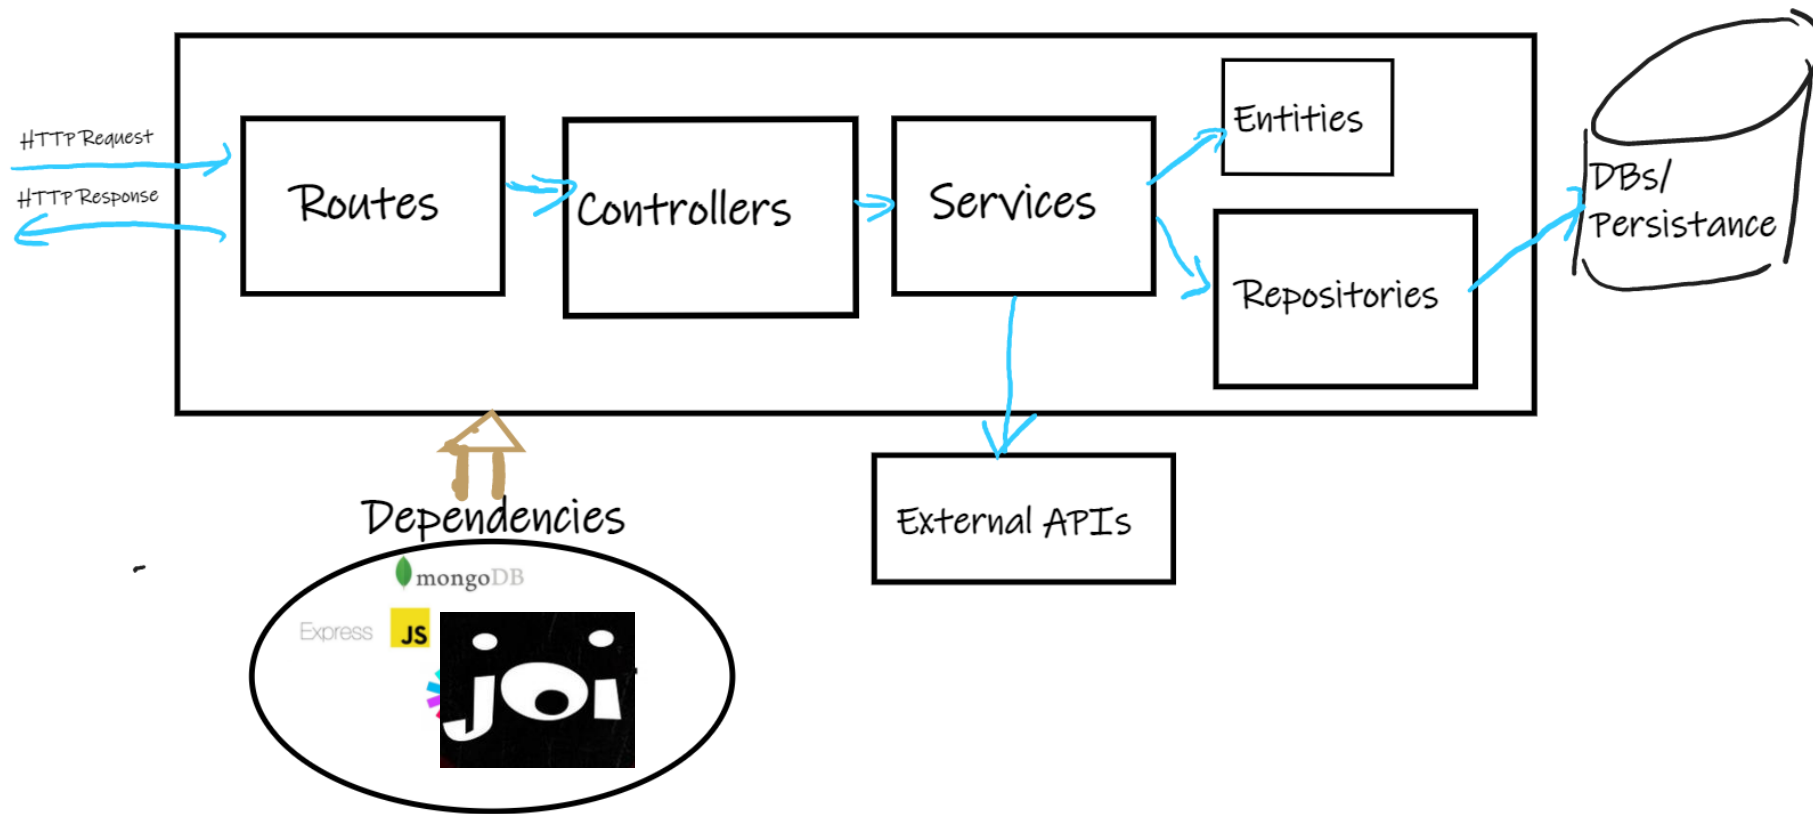 HTTP Request
HTTP Response
Routes
Controllers
Services
Entities
Repositories
DBs/
Persistance
External APIs
Dependencies
mongoDB
Express
JS
joi